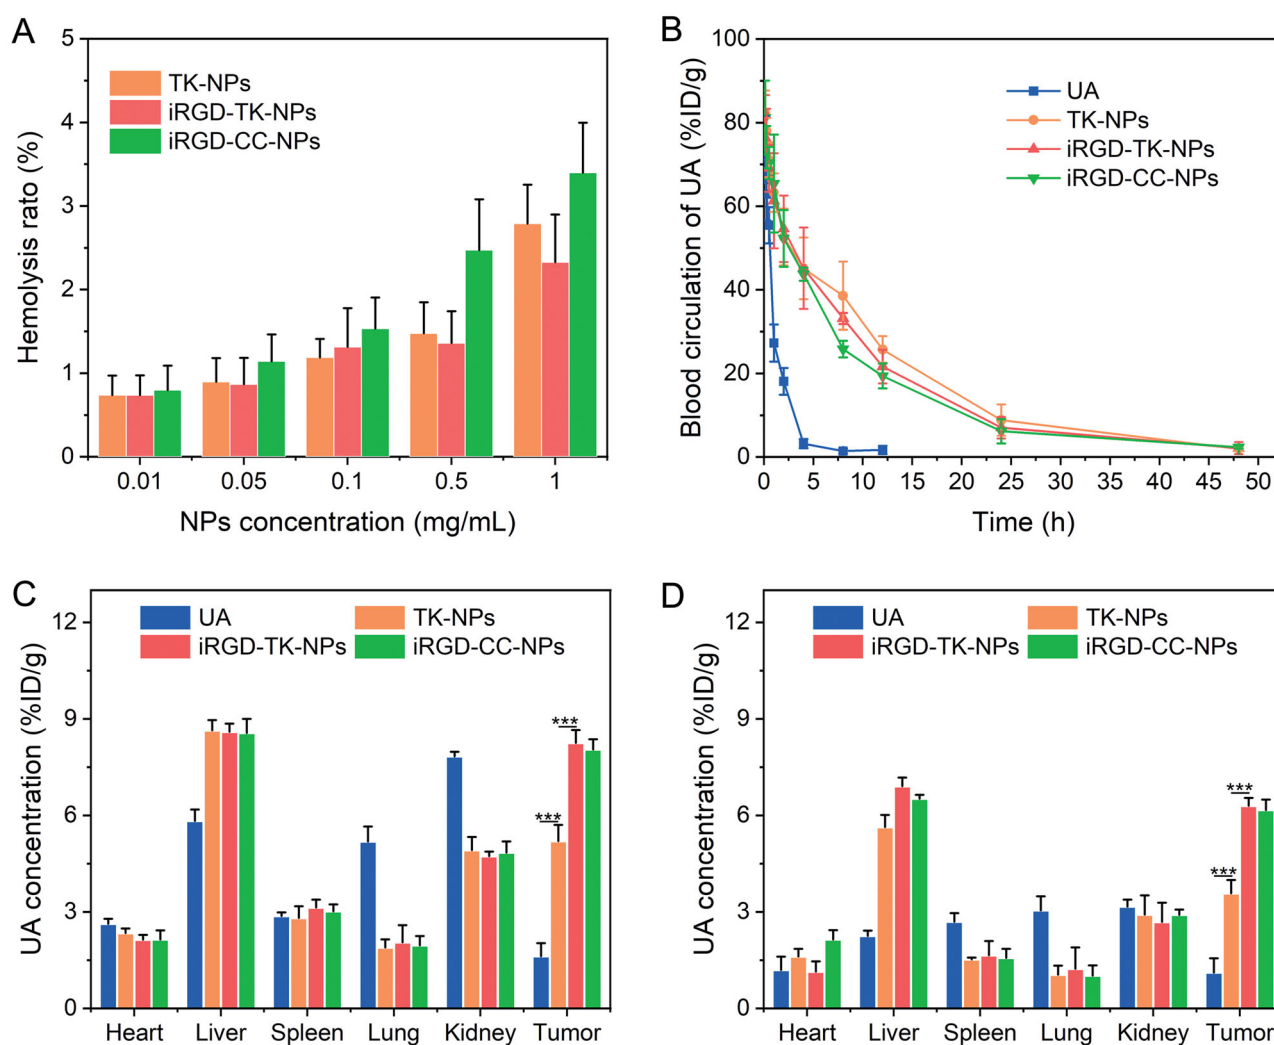 A
Hemolysis ratio (%)
5
4
3
2
1
0
TK-NPs
iRGD-TK-NPs
iRGD-CC-NPs
0.01 0.05 0.1 0.5 1
NPs concentration (mg/mL)
B
Blood circulation of UA (%ID/g)
100
80
60
40
20
0
UA
TK-NPs
iRGD-TK-NPs
iRGD-CC-NPs
0 5 10 15 20 25 30 35 40 45 50
Time (h)
C
UA concentration (%ID/g)
12
9
6
3
0
UA TK-NPs
iRGD-TK-NPs iRGD-CC-NPs
***
***
Heart Liver Spleen Lung Kidney Tumor
D
UA concentration (%ID/g)
12
9
6
3
0
UA TK-NPs
iRGD-TK-NPs iRGD-CC-NPs
***
***
Heart Liver Spleen Lung Kidney Tumor